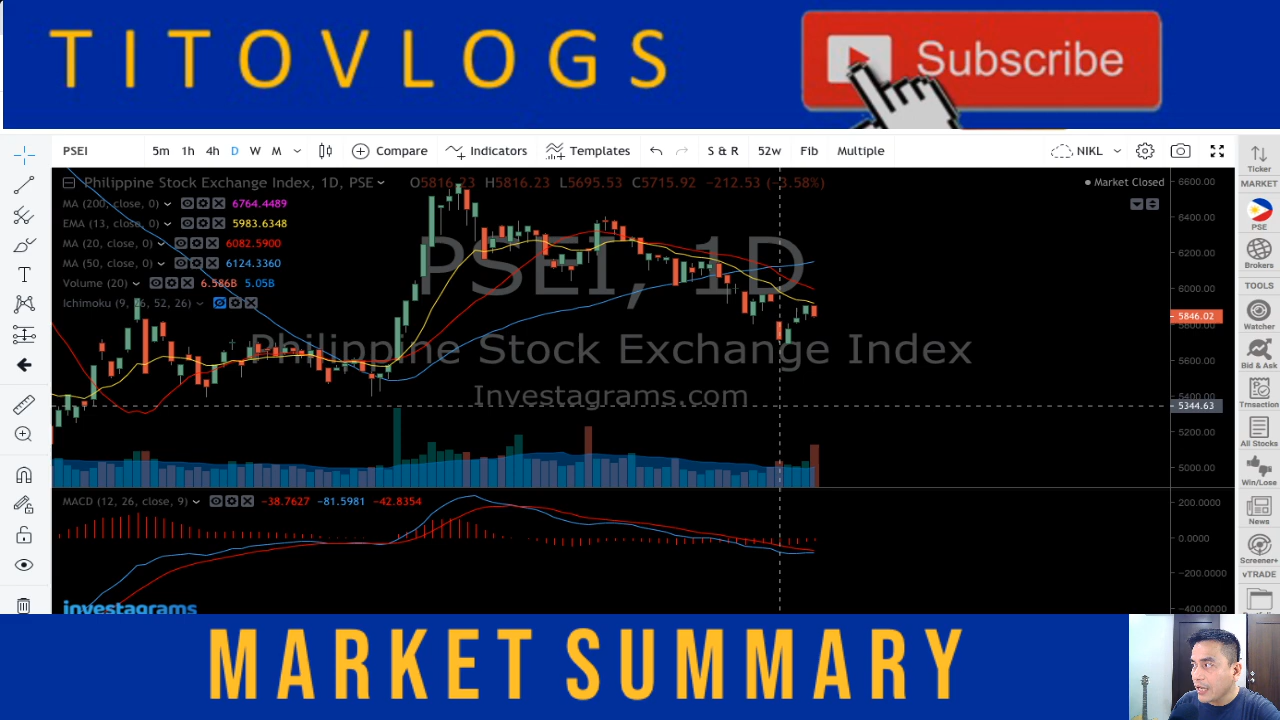 TITOVLOGS
Subscribe
PSEI 5m 1h 4h D W M Compare Indicators Templates S & R 52w Fib Multiple NIKL
Philippine Stock Exchange Index, 1D, PSE O5816.23 H5816.23 L5695.53 C5715.92 −212.53 (−3.58%) Market Closed
MA (200, close, 0) 6764.4489
EMA (13, close, 0) 5983.6348
MA (20, close, 0) 6082.5900
MA (50, close, 0) 6124.3360
Volume (20) 6.586B 5.05B
Ichimoku (9, 26, 52, 26)
PSEI, 1D
Philippine Stock Exchange Index
Investagrams.com
MACD (12, 26, close, 9) −38.7627 −81.5981 −42.8354
investagrams
6600.00
6400.00
6200.00
6000.00
5846.02
5800.00
5600.00
5400.00
5344.63
5200.00
5000.00
200.0000
0.0000
−200.0000
−400.0000
Ticker
MARKET
PSE
Brokers
TOOLS
Watcher
Bid & Ask
Trnsaction
All Stocks
Win/Lose
News
Screener+
vTRADE
MARKET SUMMARY